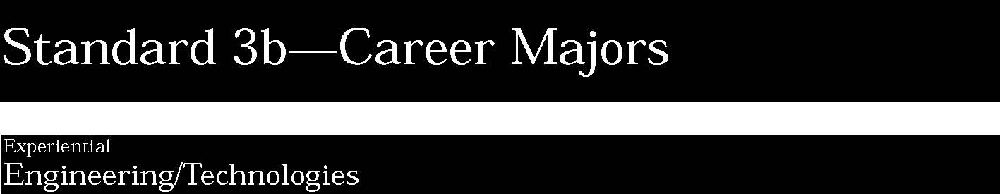 Standard 3b—Career Majors
Experiential
Engineering/Technologies